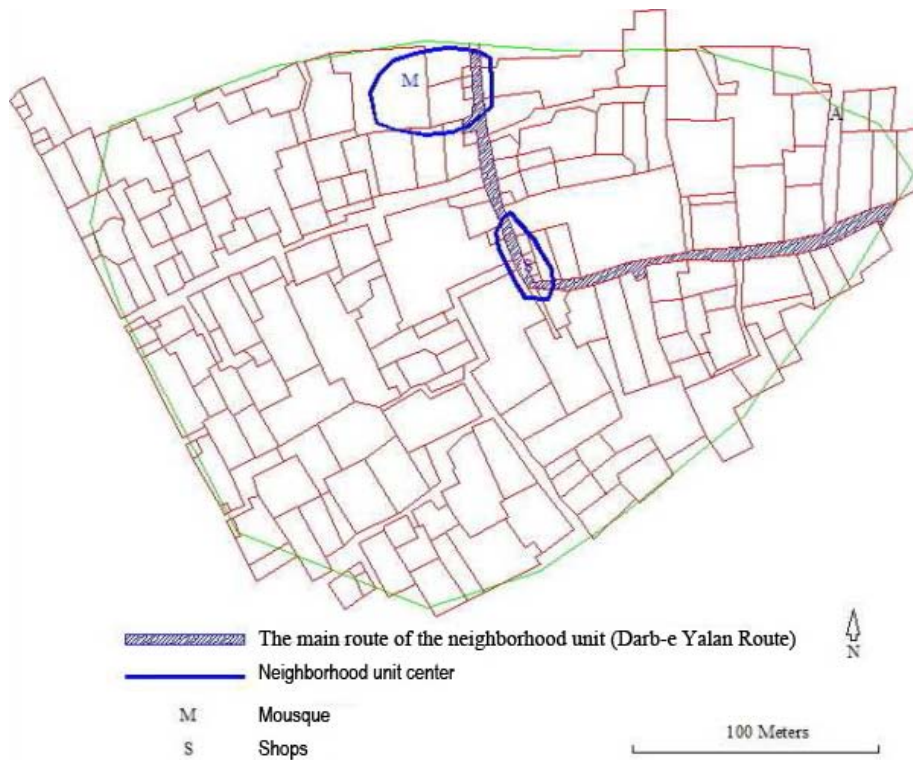 M
A
S
The main route of the neighborhood unit (Darb-e Yalan Route)
N
Neighborhood unit center
M Mousque
S Shops
100 Meters